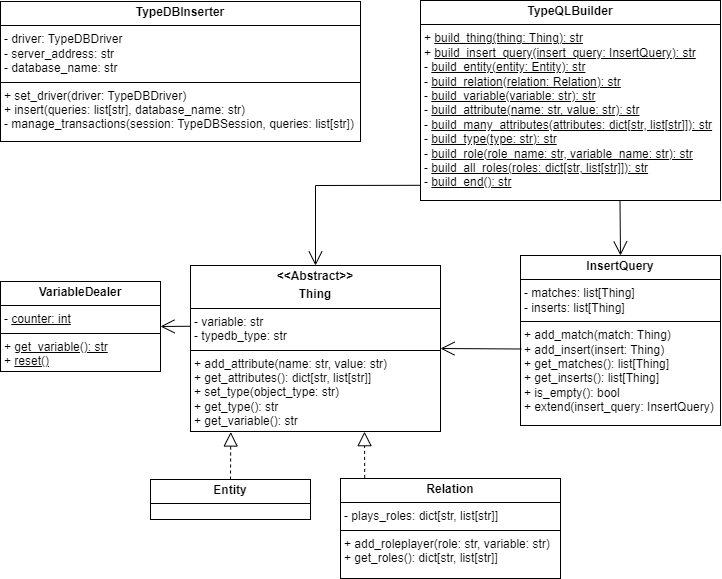 TypeDBInserter
- driver: TypeDBDriver
- server_address: str
- database_name: str
+ set_driver(driver: TypeDBDriver)
+ insert(queries: list[str], database_name: str)
- manage_transactions(session: TypeDBSession, queries: list[str])
TypeQLBuilder
+ build_thing(thing: Thing): str
+ build_insert_query(insert_query: InsertQuery): str
- build_entity(entity: Entity): str
- build_relation(relation: Relation): str
- build_variable(variable: str): str
- build_attribute(name: str, value: str): str
- build_many_attributes(attributes: dict[str, list[str]]): str
- build_type(type: str): str
- build_role(role_name: str, variable_name: str): str
- build_all_roles(roles: dict[str, list[str]]): str
- build_end(): str
VariableDealer
- counter: int
+ get_variable(): str
+ reset()
<<Abstract>>
Thing
- variable: str
- typedb_type: str
+ add_attribute(name: str, value: str)
+ get_attributes(): dict[str, list[str]]
+ set_type(object_type: str)
+ get_type(): str
+ get_variable(): str
InsertQuery
- matches: list[Thing]
- inserts: list[Thing]
+ add_match(match: Thing)
+ add_insert(insert: Thing)
+ get_matches(): list[Thing]
+ get_inserts(): list[Thing]
+ is_empty(): bool
+ extend(insert_query: InsertQuery)
Entity
Relation
- plays_roles: dict[str, list[str]]
+ add_roleplayer(role: str, variable: str)
+ get_roles(): dict[str, list[str]]